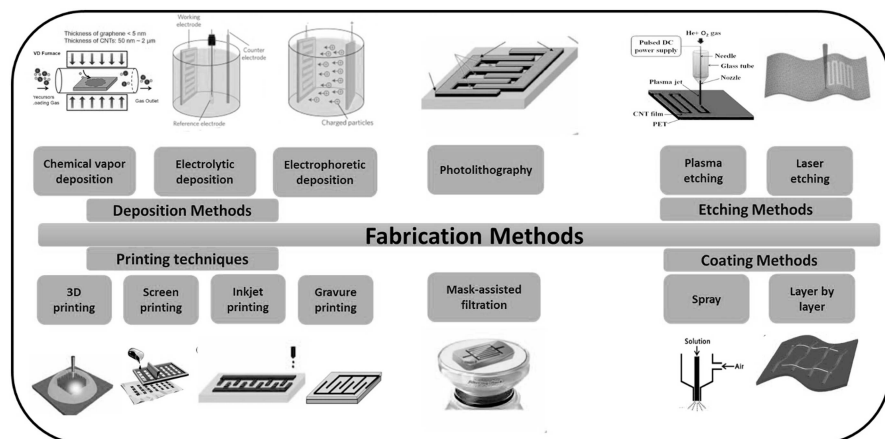 Thickness of graphene < 5 nm
Thickness of CNTs: 50 nm – 2 μm
VD Furnace
Gas Outlet
Working
electrode
Counter
electrode
Reference electrode
Charged particles
He+ O₂ gas
Pulsed DC
power supply
Needle
Glass tube
Nozzle
Plasma jet
CNT film
PET
Chemical vapor
deposition
Electrolytic
deposition
Electrophoretic
deposition
Photolithography
Plasma
etching
Laser
etching
Deposition Methods
Etching Methods
Fabrication Methods
Printing techniques
Coating Methods
3D
printing
Screen
printing
Inkjet
printing
Gravure
printing
Mask-assisted
filtration
Spray
Layer by
layer
Solution
Air